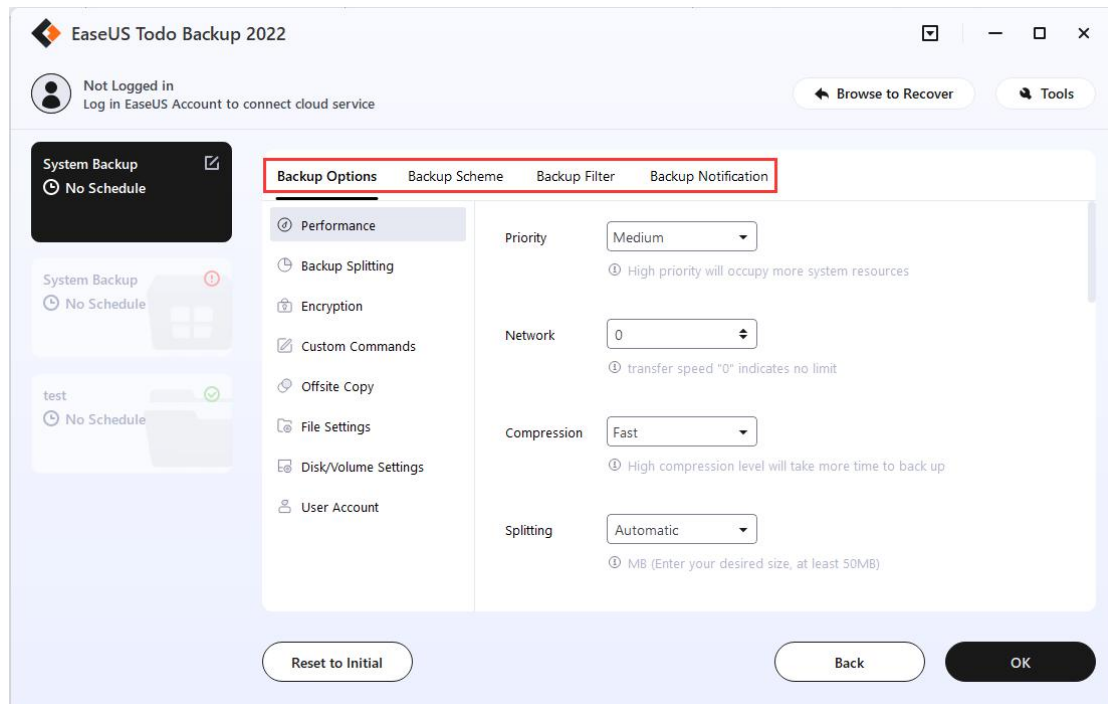 EaseUS Todo Backup 2022
Not Logged in
Log in EaseUS Account to connect cloud service
Browse to Recover
Tools
System Backup
No Schedule
System Backup
No Schedule
test
No Schedule
Backup Options Backup Scheme Backup Filter Backup Notification
Performance
Backup Splitting
Encryption
Custom Commands
Offsite Copy
File Settings
Disk/Volume Settings
User Account
Priority Medium
High priority will occupy more system resources
Network 0
transfer speed "0" indicates no limit
Compression Fast
High compression level will take more time to back up
Splitting Automatic
MB (Enter your desired size, at least 50MB)
Reset to Initial
Back
OK